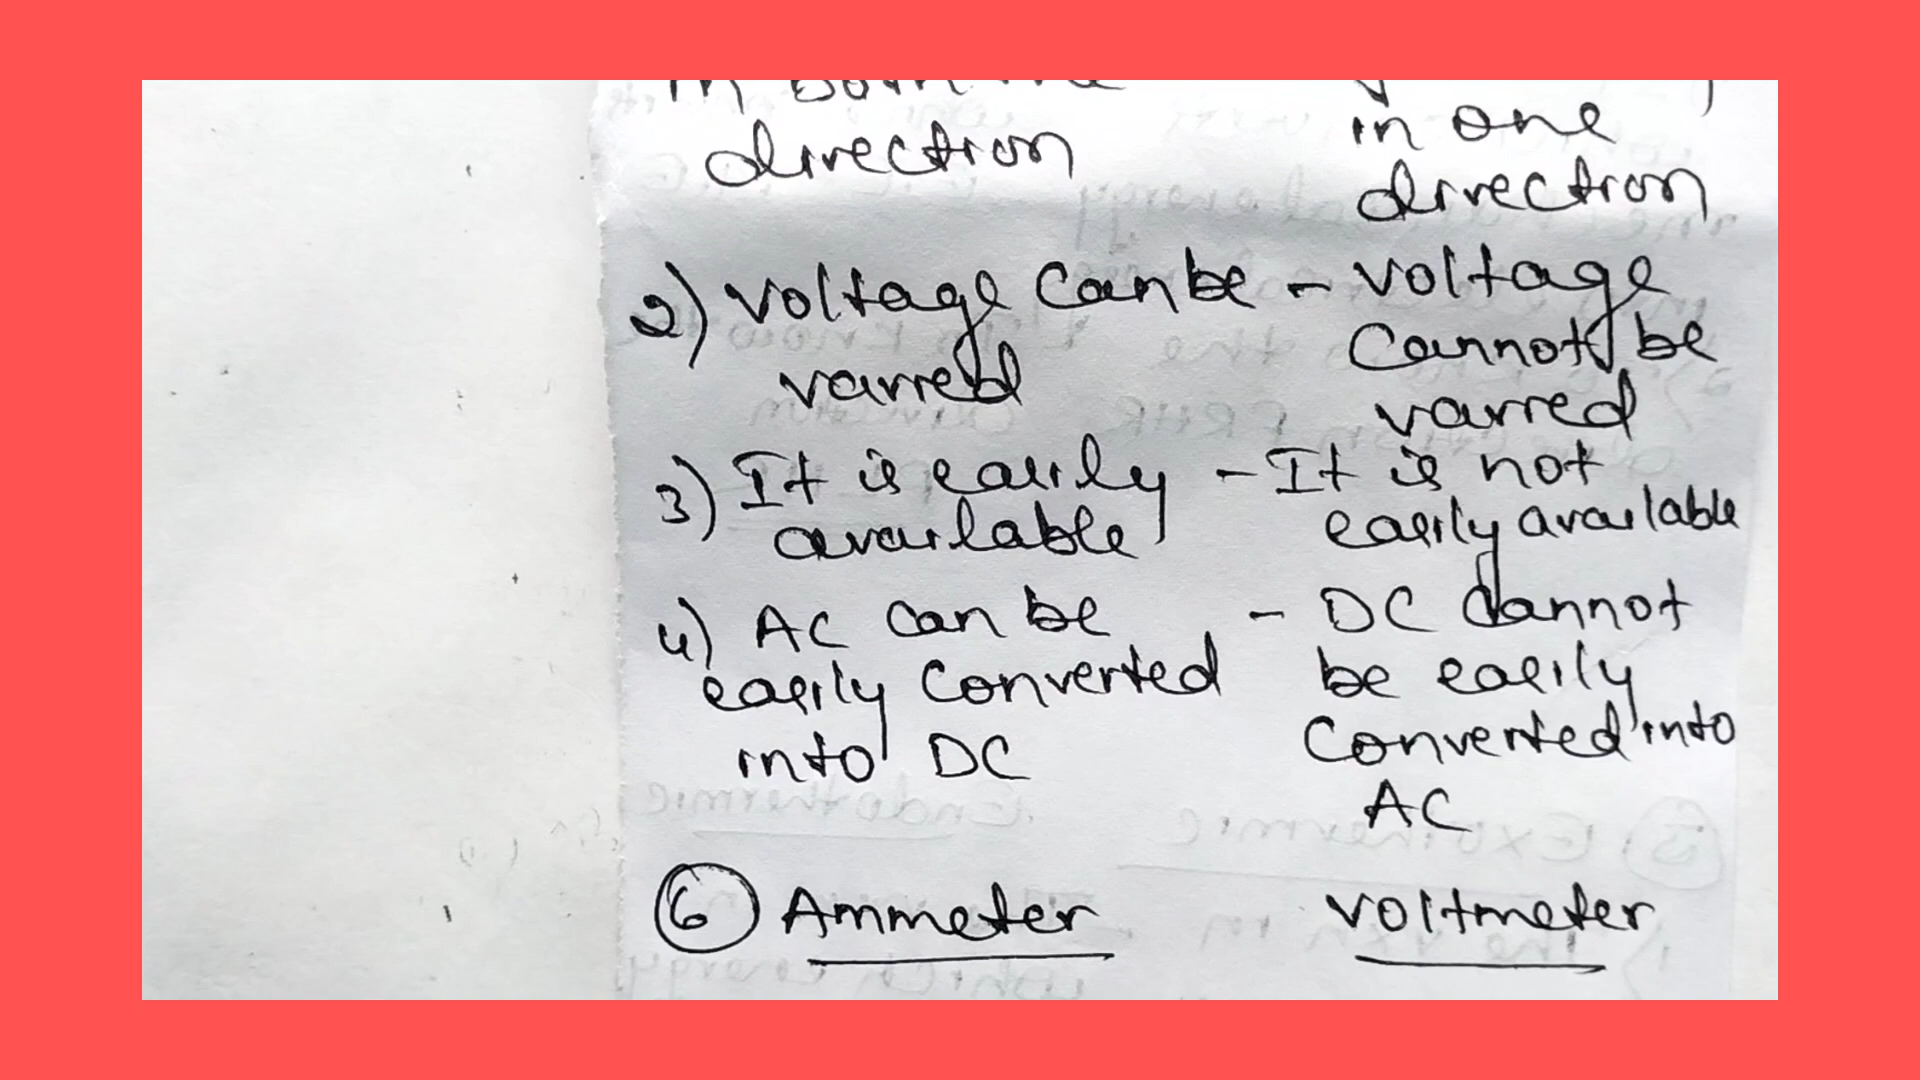 direction
in one
direction
2) Voltage can be - voltage
varied
cannot be
varied
3) It is easily - It is not
available
easily available
4) AC can be - DC cannot
easily converted
be easily
into DC
converted into
AC
6 Ammeter voltmeter